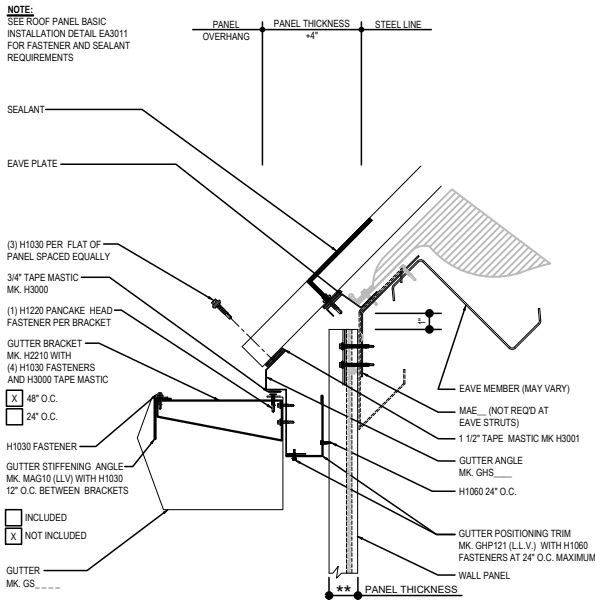 NOTE:
SEE ROOF PANEL BASIC
INSTALLATION DETAIL EA3011
FOR FASTENER AND SEALANT
REQUIREMENTS
PANEL
OVERHANG
PANEL THICKNESS
+4"
STEEL LINE
SEALANT
EAVE PLATE
(3) H1030 PER FLAT OF
PANEL SPACED EQUALLY
3/4" TAPE MASTIC
MK. H3000
(1) H1220 PANCAKE HEAD
FASTENER PER BRACKET
GUTTER BRACKET
MK. H2210 WITH
(4) H1030 FASTENERS
AND H3000 TAPE MASTIC
X 48" O.C.
24" O.C.
H1030 FASTENER
GUTTER STIFFENING ANGLE
MK. MAG10 (LLV) WITH H1030
12" O.C. BETWEEN BRACKETS
INCLUDED
X NOT INCLUDED
GUTTER
MK. GS_ _ _ _
1"
EAVE MEMBER (MAY VARY)
MAE__ (NOT REQ'D AT
EAVE STRUTS)
1 1/2" TAPE MASTIC MK H3001
GUTTER ANGLE
MK. GHS____
H1060 24" O.C.
GUTTER POSITIONING TRIM
MK. GHP121 (L.L.V.) WITH H1060
FASTENERS AT 24" O.C. MAXIMUM
WALL PANEL
** PANEL THICKNESS